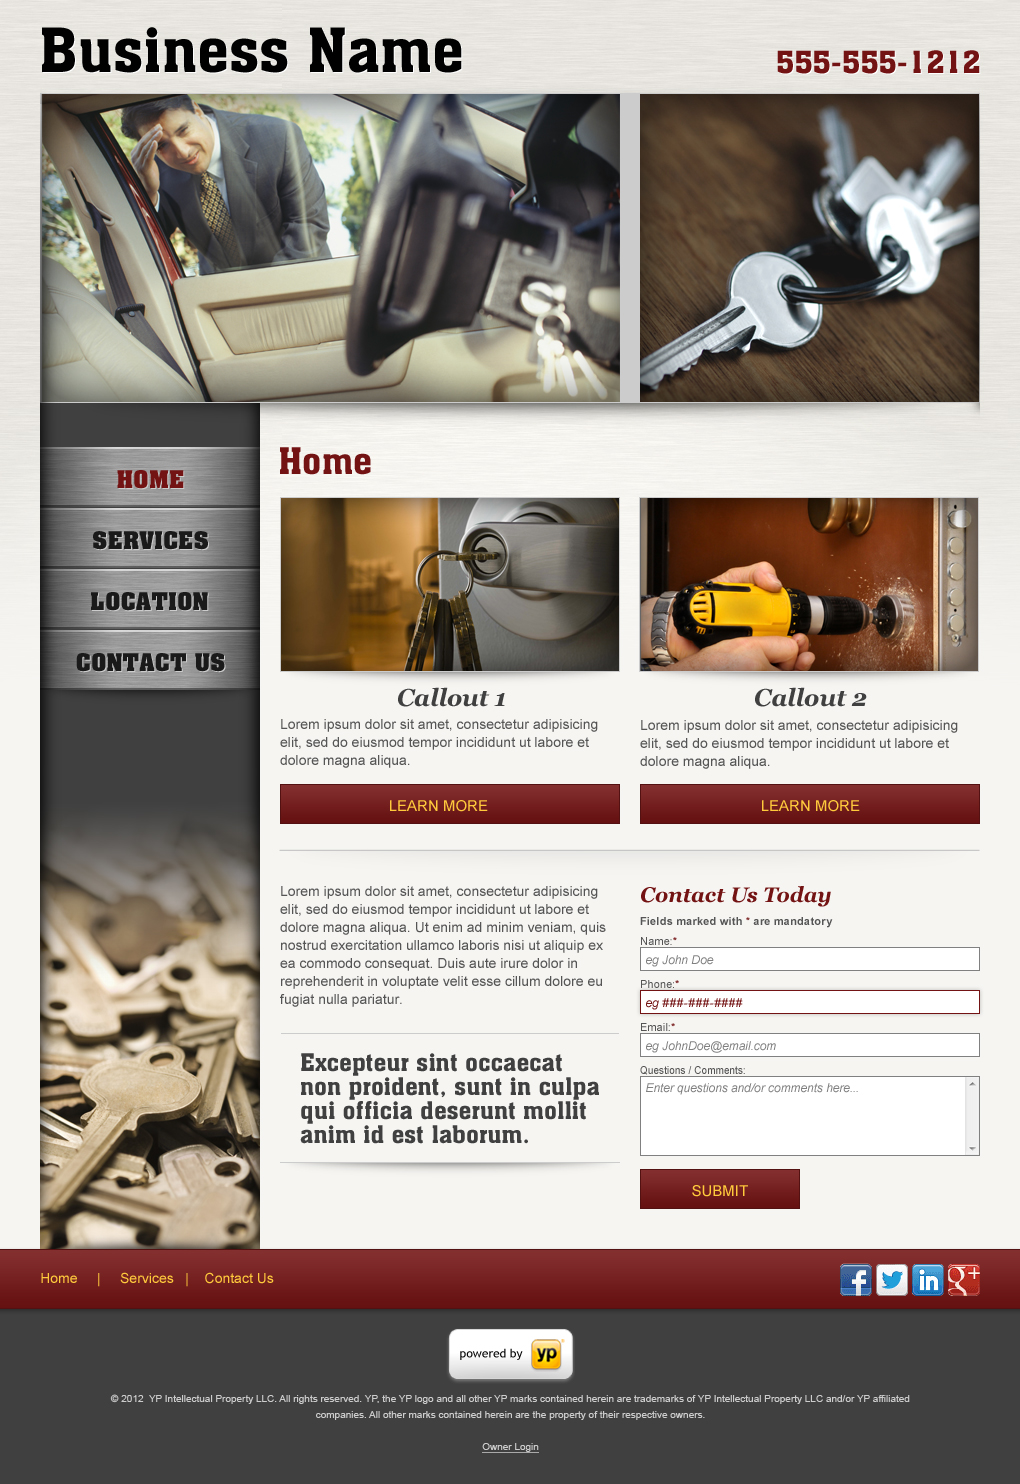 Business Name
555-555-1212
HOME
SERVICES
LOCATION
CONTACT US
Home
Callout 1
Lorem ipsum dolor sit amet, consectetur adipisicing
elit, sed do eiusmod tempor incididunt ut labore et
dolore magna aliqua.
LEARN MORE
Callout 2
Lorem ipsum dolor sit amet, consectetur adipisicing
elit, sed do eiusmod tempor incididunt ut labore et
dolore magna aliqua.
LEARN MORE
Lorem ipsum dolor sit amet, consectetur adipisicing
elit, sed do eiusmod tempor incididunt ut labore et
dolore magna aliqua. Ut enim ad minim veniam, quis
nostrud exercitation ullamco laboris nisi ut aliquip ex
ea commodo consequat. Duis aute irure dolor in
reprehenderit in voluptate velit esse cillum dolore eu
fugiat nulla pariatur.
Excepteur sint occaecat
non proident, sunt in culpa
qui officia deserunt mollit
anim id est laborum.
Contact Us Today
Fields marked with * are mandatory
Name:*
eg John Doe
Phone:*
eg ###-###-####
Email:*
eg JohnDoe@email.com
Questions / Comments:
Enter questions and/or comments here...
SUBMIT
Home | Services | Contact Us
powered by yp
© 2012 YP Intellectual Property LLC. All rights reserved. YP, the YP logo and all other YP marks contained herein are trademarks of YP Intellectual Property LLC and/or YP affiliated
companies. All other marks contained herein are the property of their respective owners.
Owner Login